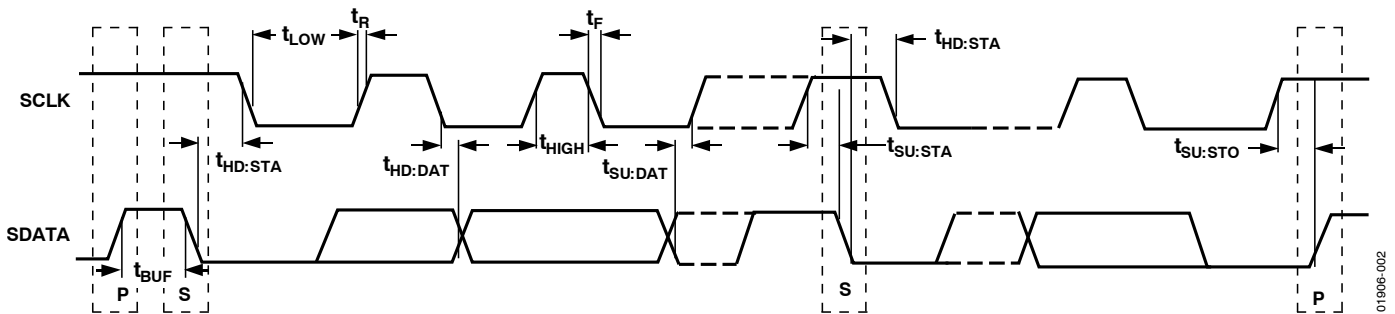 tLOW
tR
tF
tHD:STA
SCLK
tHD:STA
tHD:DAT
tHIGH
tSU:DAT
tSU:STA
tSU:STO
SDATA
tBUF
P
S
S
P
01906-002